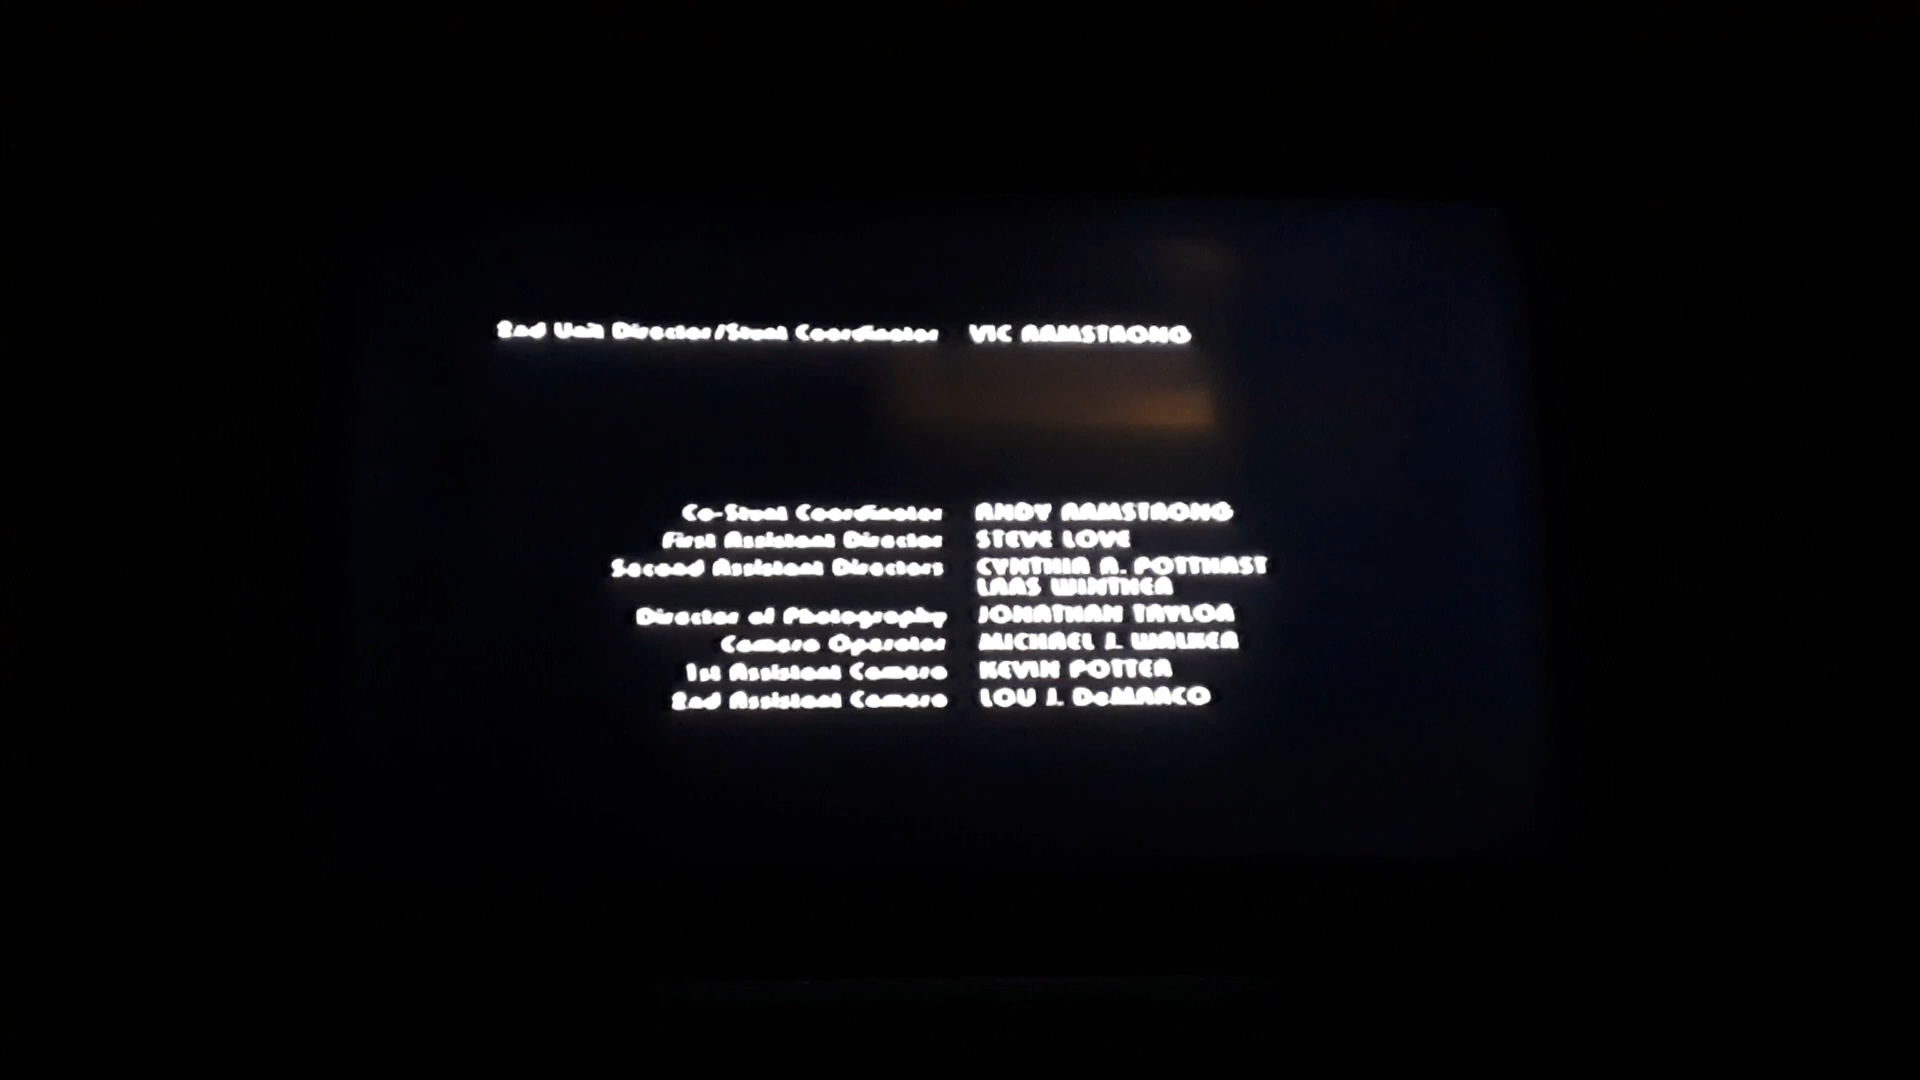 2nd Unit Director/Stunt Coordinator VIC ARMSTRONG
Co-Stunt Coordinator ANDY ARMSTRONG
First Assistant Director STEVE LOVE
Second Assistant Directors CYNTHIA A. POTTHAST
LARS WINTHER
Director of Photography JONATHAN TAYLOR
Camera Operator MICHAEL J. WALKER
1st Assistant Camera KEVIN POTTER
2nd Assistant Camera LOU J. DeMARCO